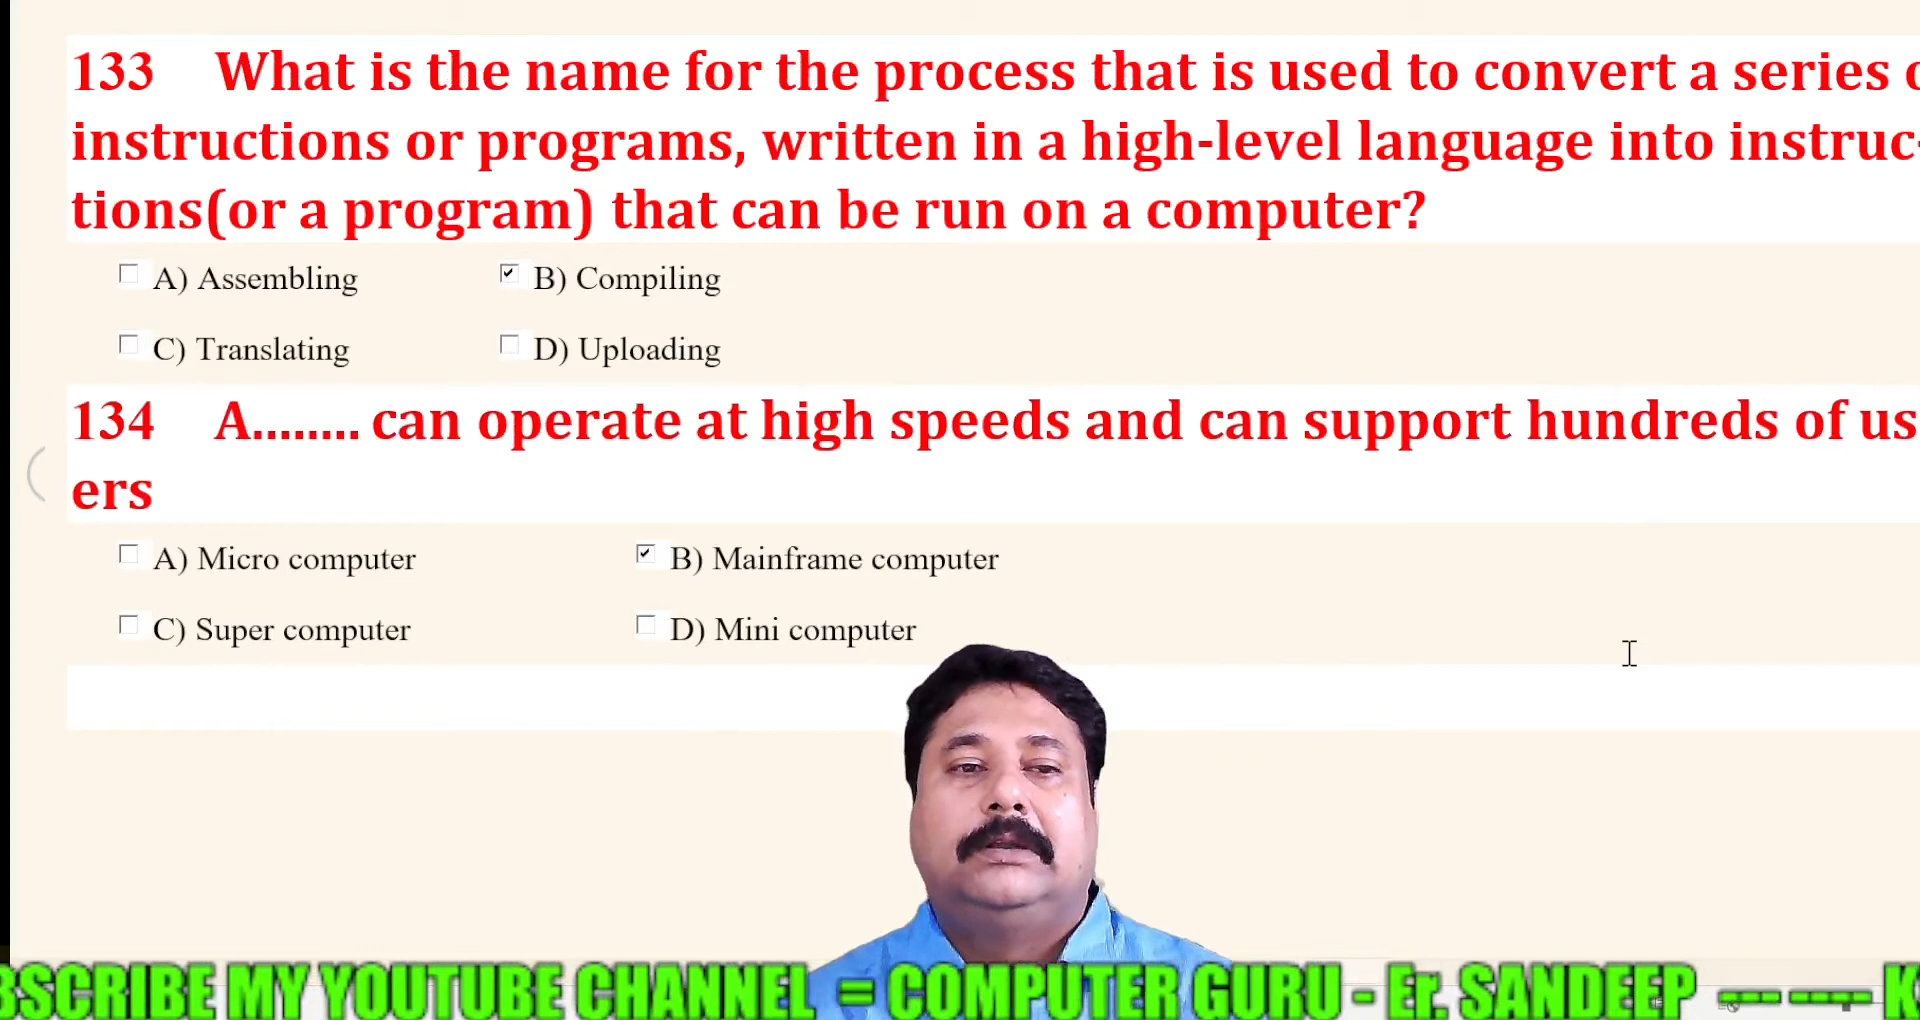 133 What is the name for the process that is used to convert a series
instructions or programs, written in a high-level language into instruc-
tions(or a program) that can be run on a computer?
A) Assembling B) Compiling
C) Translating D) Uploading
134 A........ can operate at high speeds and can support hundreds of us
ers
A) Micro computer B) Mainframe computer
C) Super computer D) Mini computer
BSCRIBE MY YOUTUBE CHANNEL = COMPUTER GURU - Er. SANDEEP --- ---- K